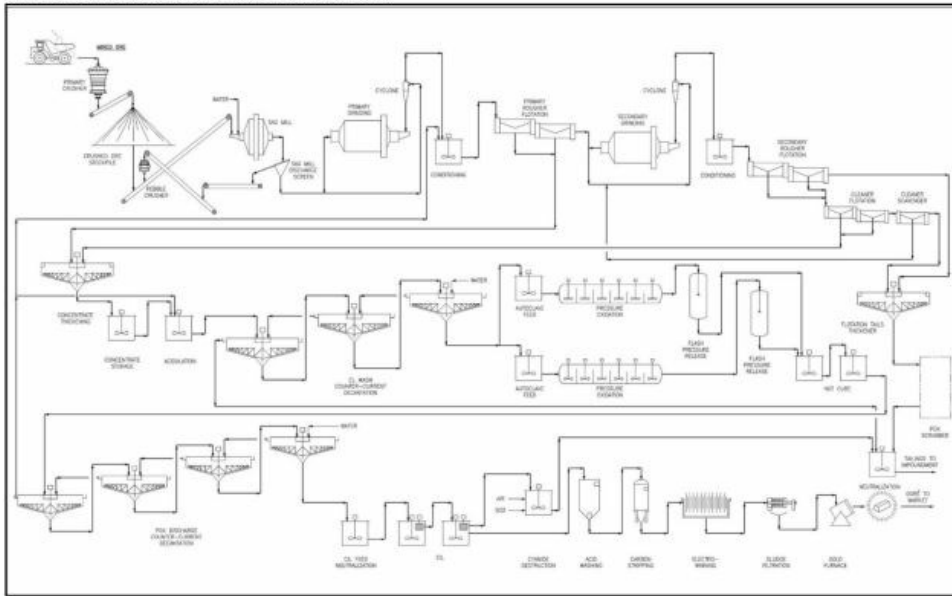 MINED ORE
PRIMARY
CRUSHER
CRUSHED ORE
STOCKPILE
PEBBLE
CRUSHER
WATER
SAG MILL
SAG MILL
DISCHARGE
SCREEN
PRIMARY
GRINDING
CYCLONE
CONDITIONING
PRIMARY
ROUGHER
FLOTATION
SECONDARY
GRINDING
CYCLONE
CONDITIONING
SECONDARY
ROUGHER
FLOTATION
CLEANER
FLOTATION
CLEANER
SCAVENGER
CONCENTRATE
THICKENING
CONCENTRATE
STORAGE
ACIDULATION
CL WASH
COUNTER-CURRENT
DECANTATION
WATER
AUTOCLAVE
FEED
PRESSURE
OXIDATION
FLASH
PRESSURE
RELEASE
FLASH
PRESSURE
RELEASE
AUTOCLAVE
FEED
PRESSURE
OXIDATION
HOT CURE
FLOTATION TAILS
THICKENER
POX
SCRUBBER
TAILINGS TO
IMPOUNDMENT
NEUTRALIZATION
DORÉ TO
MARKET
POX DISCHARGE
COUNTER-CURRENT
DECANTATION
WATER
CIL FEED
NEUTRALIZATION
CIL
AIR
CYANIDE
DESTRUCTION
ACID
WASHING
CARBON
STRIPPING
ELECTRO-
WINNING
SLUDGE
FILTRATION
GOLD
FURNACE